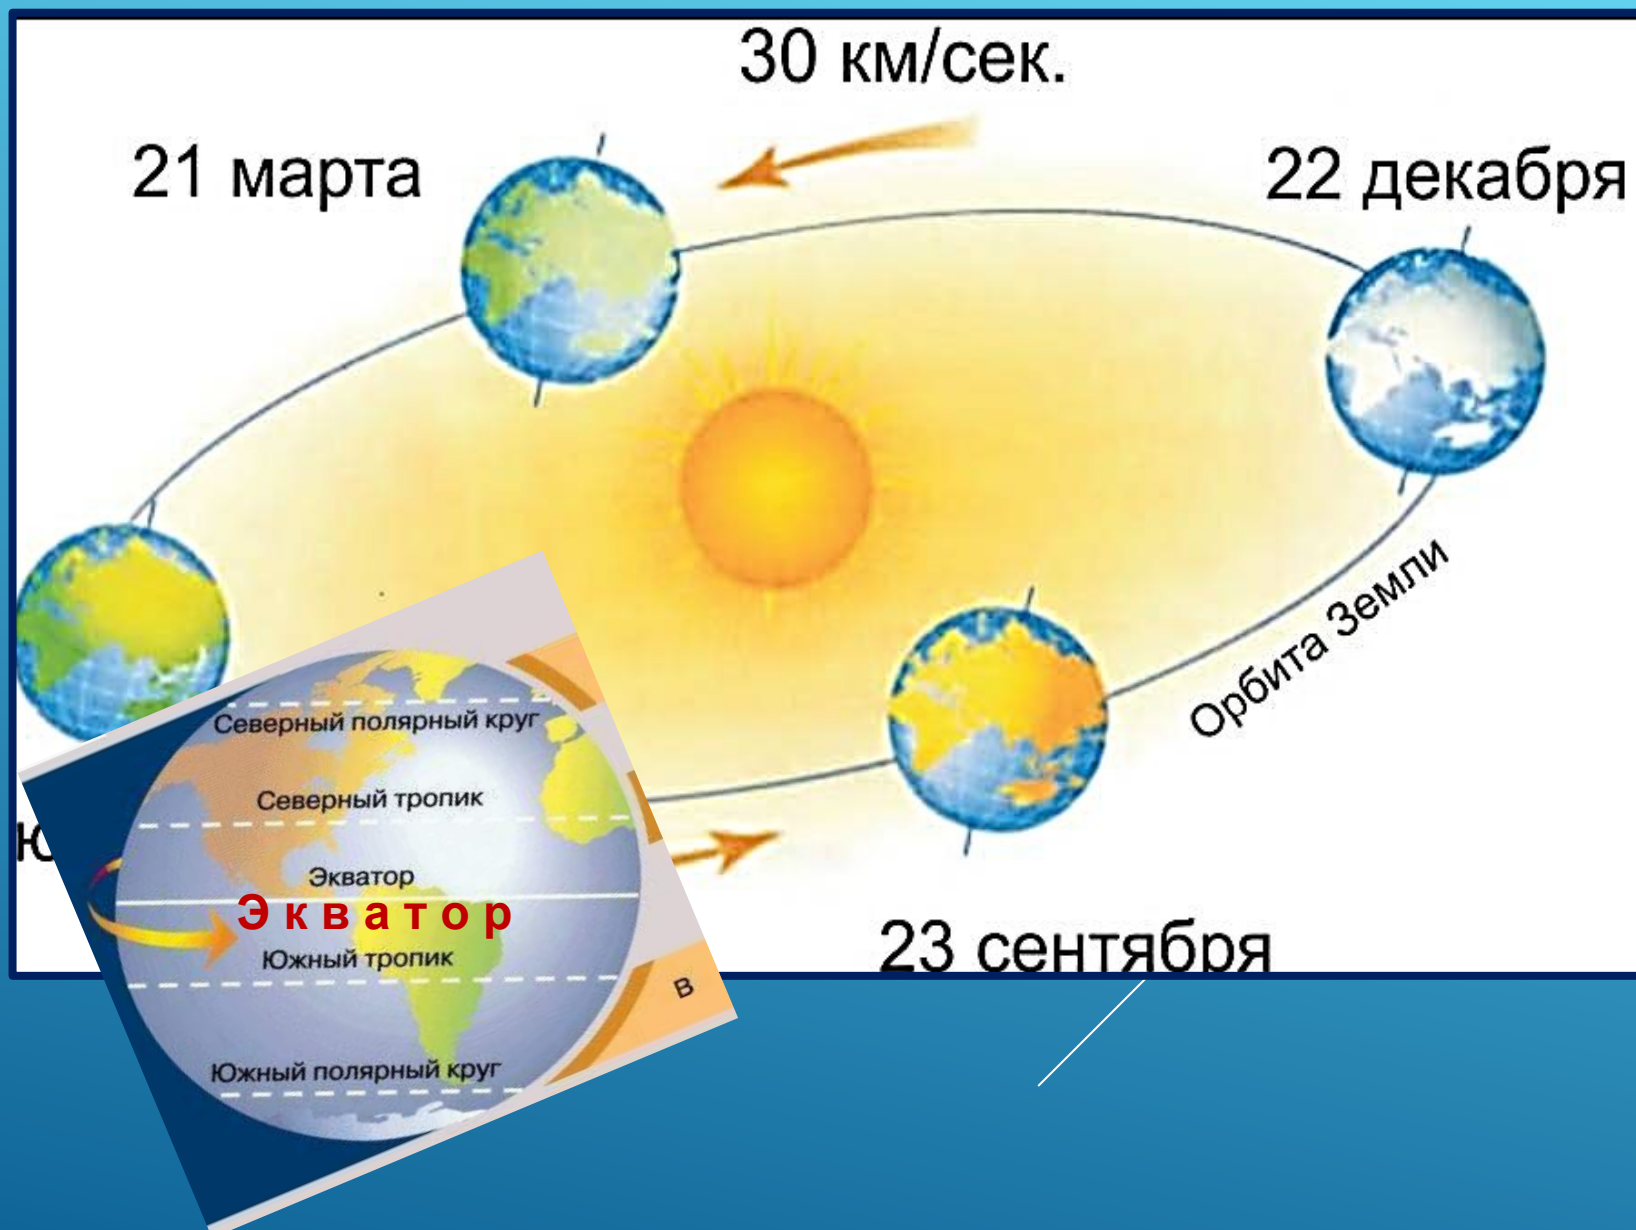 30 км/сек.
21 марта
22 декабря
Орбита Земли
Северный полярный круг
Северный тропик
Экватор
Э к в а т о р
Южный тропик
В
23 сентября
Южный полярный круг